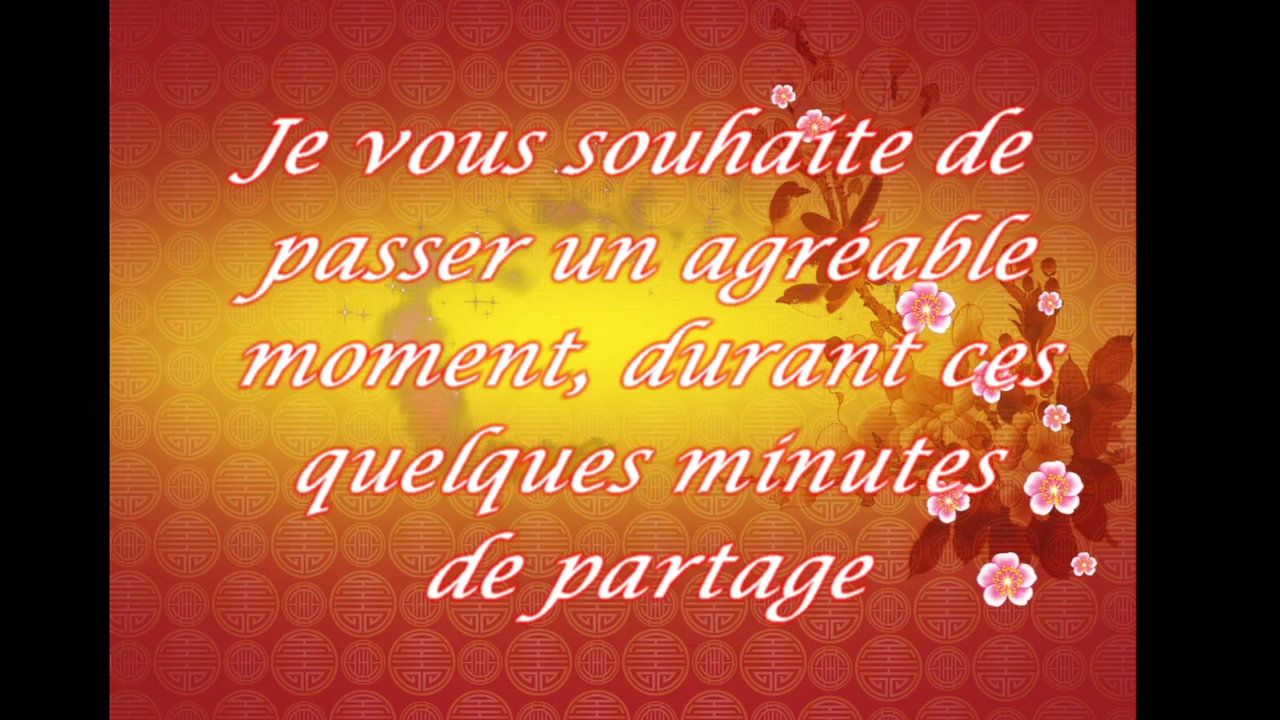 Je vous souhaite de
passer un agréable
moment, durant ces
quelques minutes
de partage